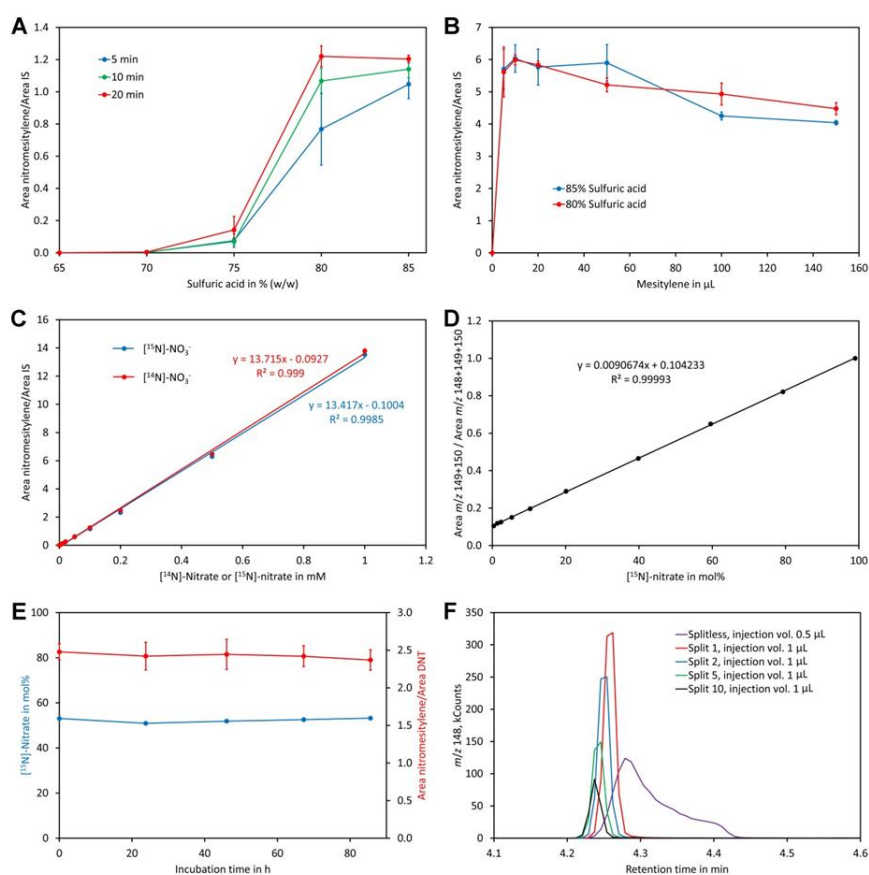 A
Area nitromesitylene/Area IS
1.4
1.2
1.0
0.8
0.6
0.4
0.2
0.0
5 min
10 min
20 min
65
70
75
80
85
Sulfuric acid in % (w/w)
B
Area nitromesitylene/Area IS
7
6
5
4
3
2
1
0
85% Sulfuric acid
80% Sulfuric acid
0
20
40
60
80
100
120
140
160
Mesitylene in µL
C
Area nitromesitylene/Area IS
16
14
12
10
8
6
4
2
0
[¹⁵N]-NO₃⁻
[¹⁴N]-NO₃⁻
y = 13.715x - 0.0927
R² = 0.999
y = 13.417x - 0.1004
R² = 0.9985
0
0.2
0.4
0.6
0.8
1.0
1.2
[¹⁴N]-Nitrate or [¹⁵N]-nitrate in mM
D
Area m/z 149+150 / Area m/z 148+149+150
1.2
1.0
0.8
0.6
0.4
0.2
0.0
y = 0.0090674x + 0.104233
R² = 0.99993
0
20
40
60
80
100
[¹⁵N]-nitrate in mol%
E
[¹⁵N]-Nitrate in mol%
100
80
60
40
20
0
3.0
2.5
2.0
1.5
1.0
0.5
0.0
Area nitromesitylene/Area DNT
0
20
40
60
80
Incubation time in h
F
m/z 148, kCounts
350
300
250
200
150
100
50
0
Splitless, injection vol. 0.5 µL
Split 1, injection vol. 1 µL
Split 2, injection vol. 1 µL
Split 5, injection vol. 1 µL
Split 10, injection vol. 1 µL
4.1
4.2
4.3
4.4
4.5
4.6
Retention time in min